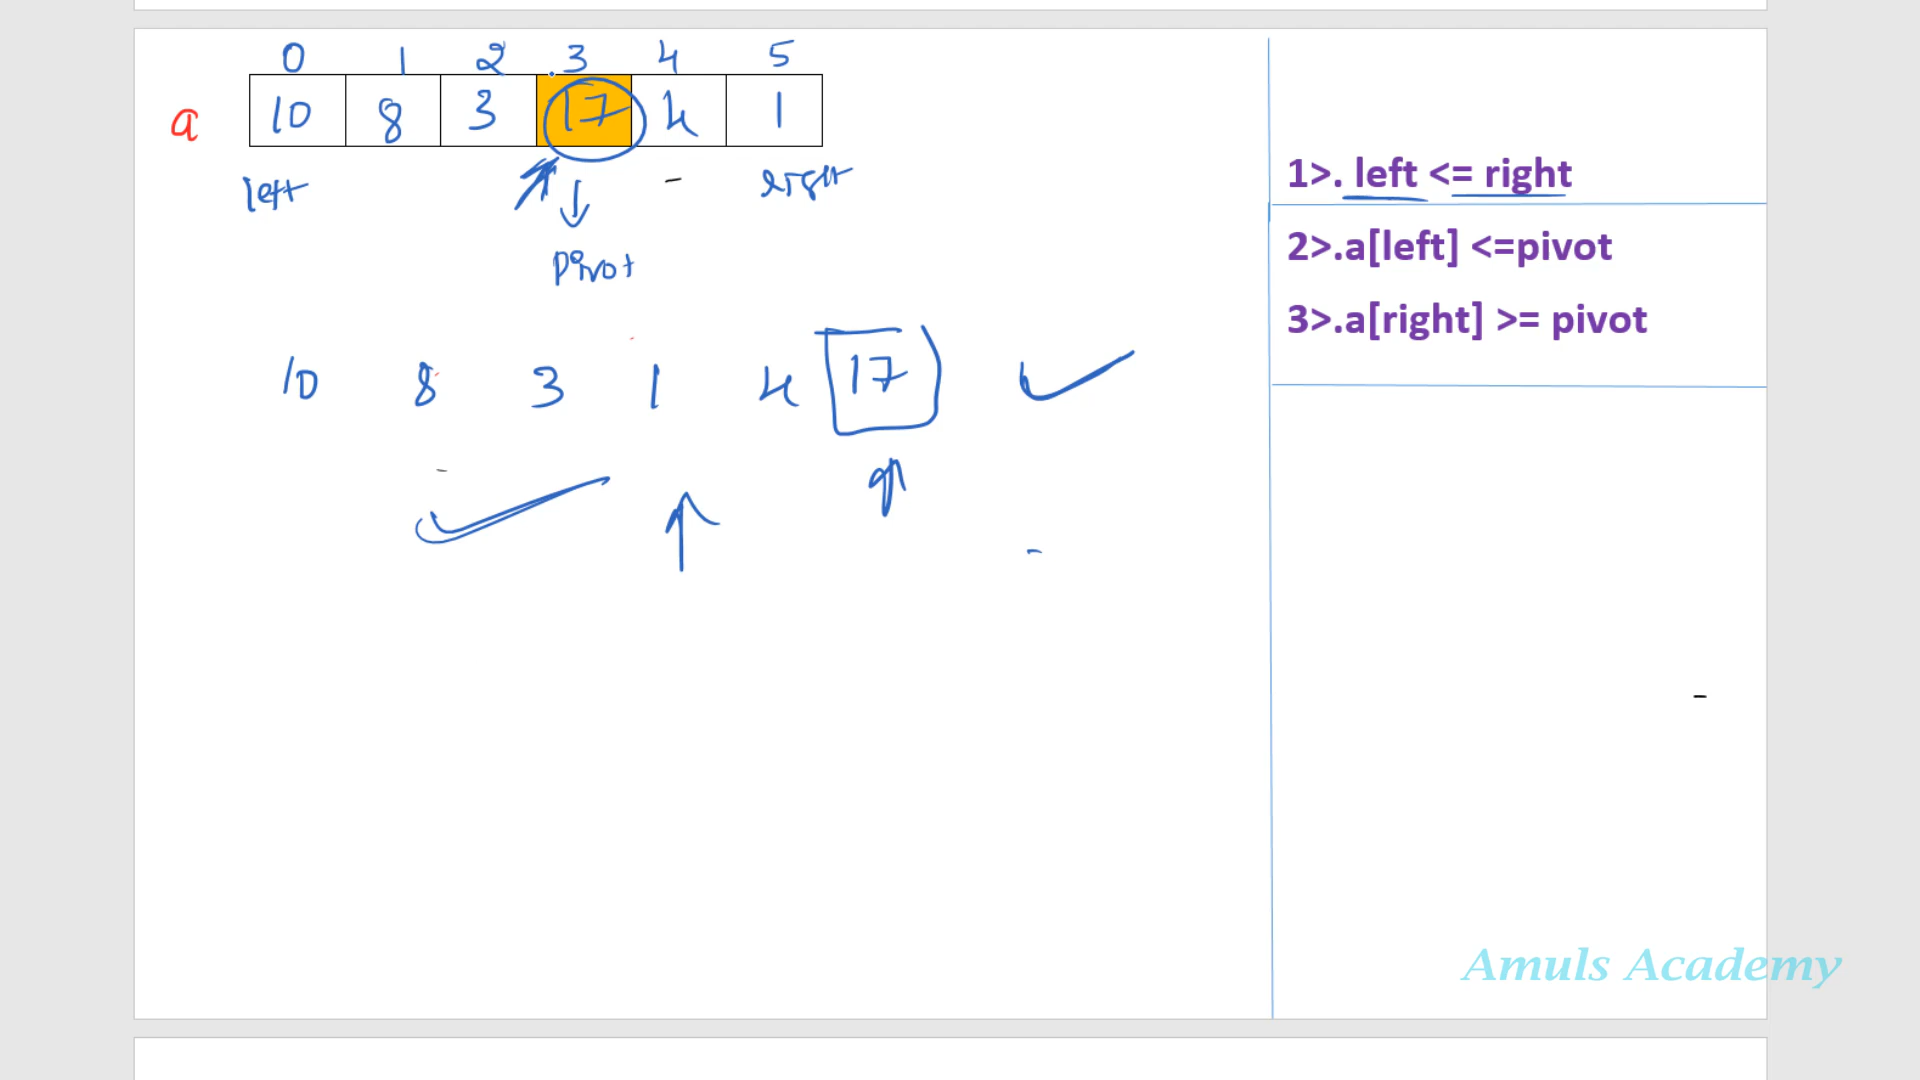 0 1 2 3 4 5
a 10 8 3 17 4 1
left right
pivot
10 8 3 1 4 17
1>. left <= right
2>.a[left] <=pivot
3>.a[right] >= pivot
Amuls Academy